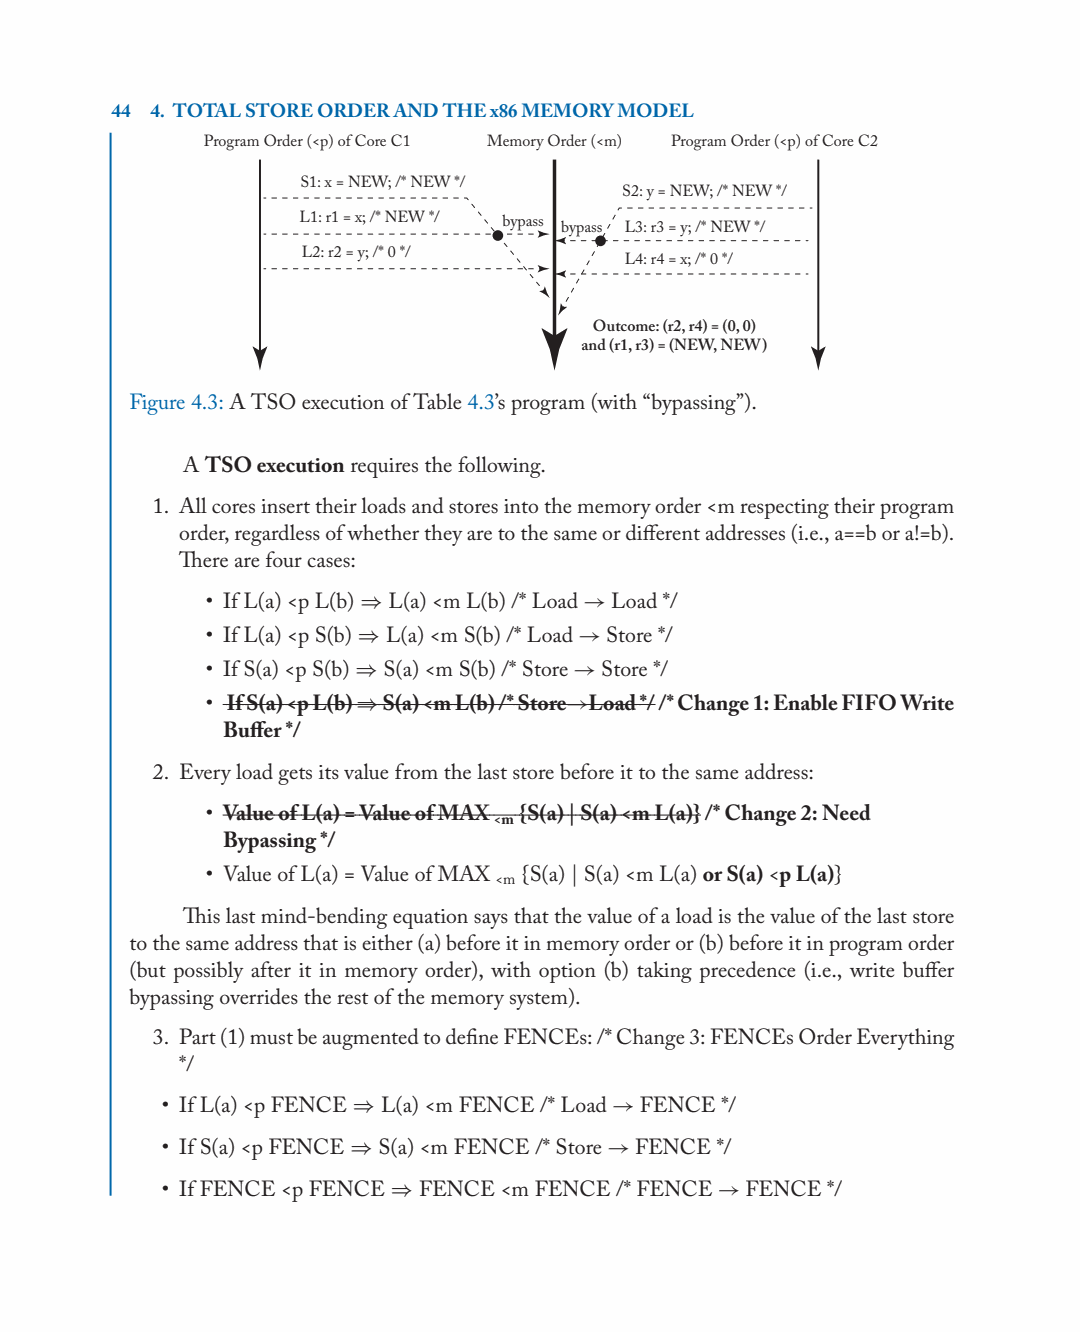 44 4. TOTAL STORE ORDER AND THE x86 MEMORY MODEL
Program Order (<p) of Core C1 Memory Order (<m) Program Order (<p) of Core C2
S1: x = NEW; /* NEW */
S2: y = NEW; /* NEW */
L1: r1 = x; /* NEW */
bypass
bypass
L3: r3 = y; /* NEW */
L2: r2 = y; /* 0 */
L4: r4 = x; /* 0 */
Outcome: (r2, r4) = (0, 0)
and (r1, r3) = (NEW, NEW)
Figure 4.3: A TSO execution of Table 4.3’s program (with “bypassing”).
A TSO execution requires the following.
1. All cores insert their loads and stores into the memory order <m respecting their program
order, regardless of whether they are to the same or different addresses (i.e., a==b or a!=b).
There are four cases:
• If L(a) <p L(b) ⇒ L(a) <m L(b) /* Load → Load */
• If L(a) <p S(b) ⇒ L(a) <m S(b) /* Load → Store */
• If S(a) <p S(b) ⇒ S(a) <m S(b) /* Store → Store */
• If S(a) <p L(b) ⇒ S(a) <m L(b) /* Store→Load */ /* Change 1: Enable FIFO Write
Buffer */
2. Every load gets its value from the last store before it to the same address:
• Value of L(a) = Value of MAX <m {S(a) | S(a) <m L(a)} /* Change 2: Need
Bypassing */
• Value of L(a) = Value of MAX <m {S(a) | S(a) <m L(a) or S(a) <p L(a)}
This last mind-bending equation says that the value of a load is the value of the last store
to the same address that is either (a) before it in memory order or (b) before it in program order
(but possibly after it in memory order), with option (b) taking precedence (i.e., write buffer
bypassing overrides the rest of the memory system).
3. Part (1) must be augmented to define FENCEs: /* Change 3: FENCEs Order Everything
*/
• If L(a) <p FENCE ⇒ L(a) <m FENCE /* Load → FENCE */
• If S(a) <p FENCE ⇒ S(a) <m FENCE /* Store → FENCE */
• If FENCE <p FENCE ⇒ FENCE <m FENCE /* FENCE → FENCE */